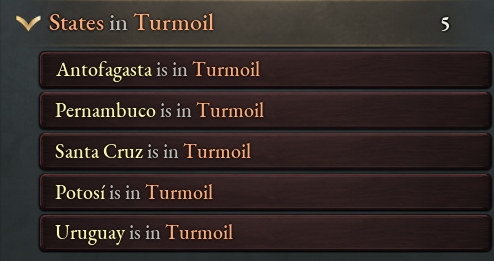 States in Turmoil 5
Antofagasta is in Turmoil
Pernambuco is in Turmoil
Santa Cruz is in Turmoil
Potosí is in Turmoil
Uruguay is in Turmoil